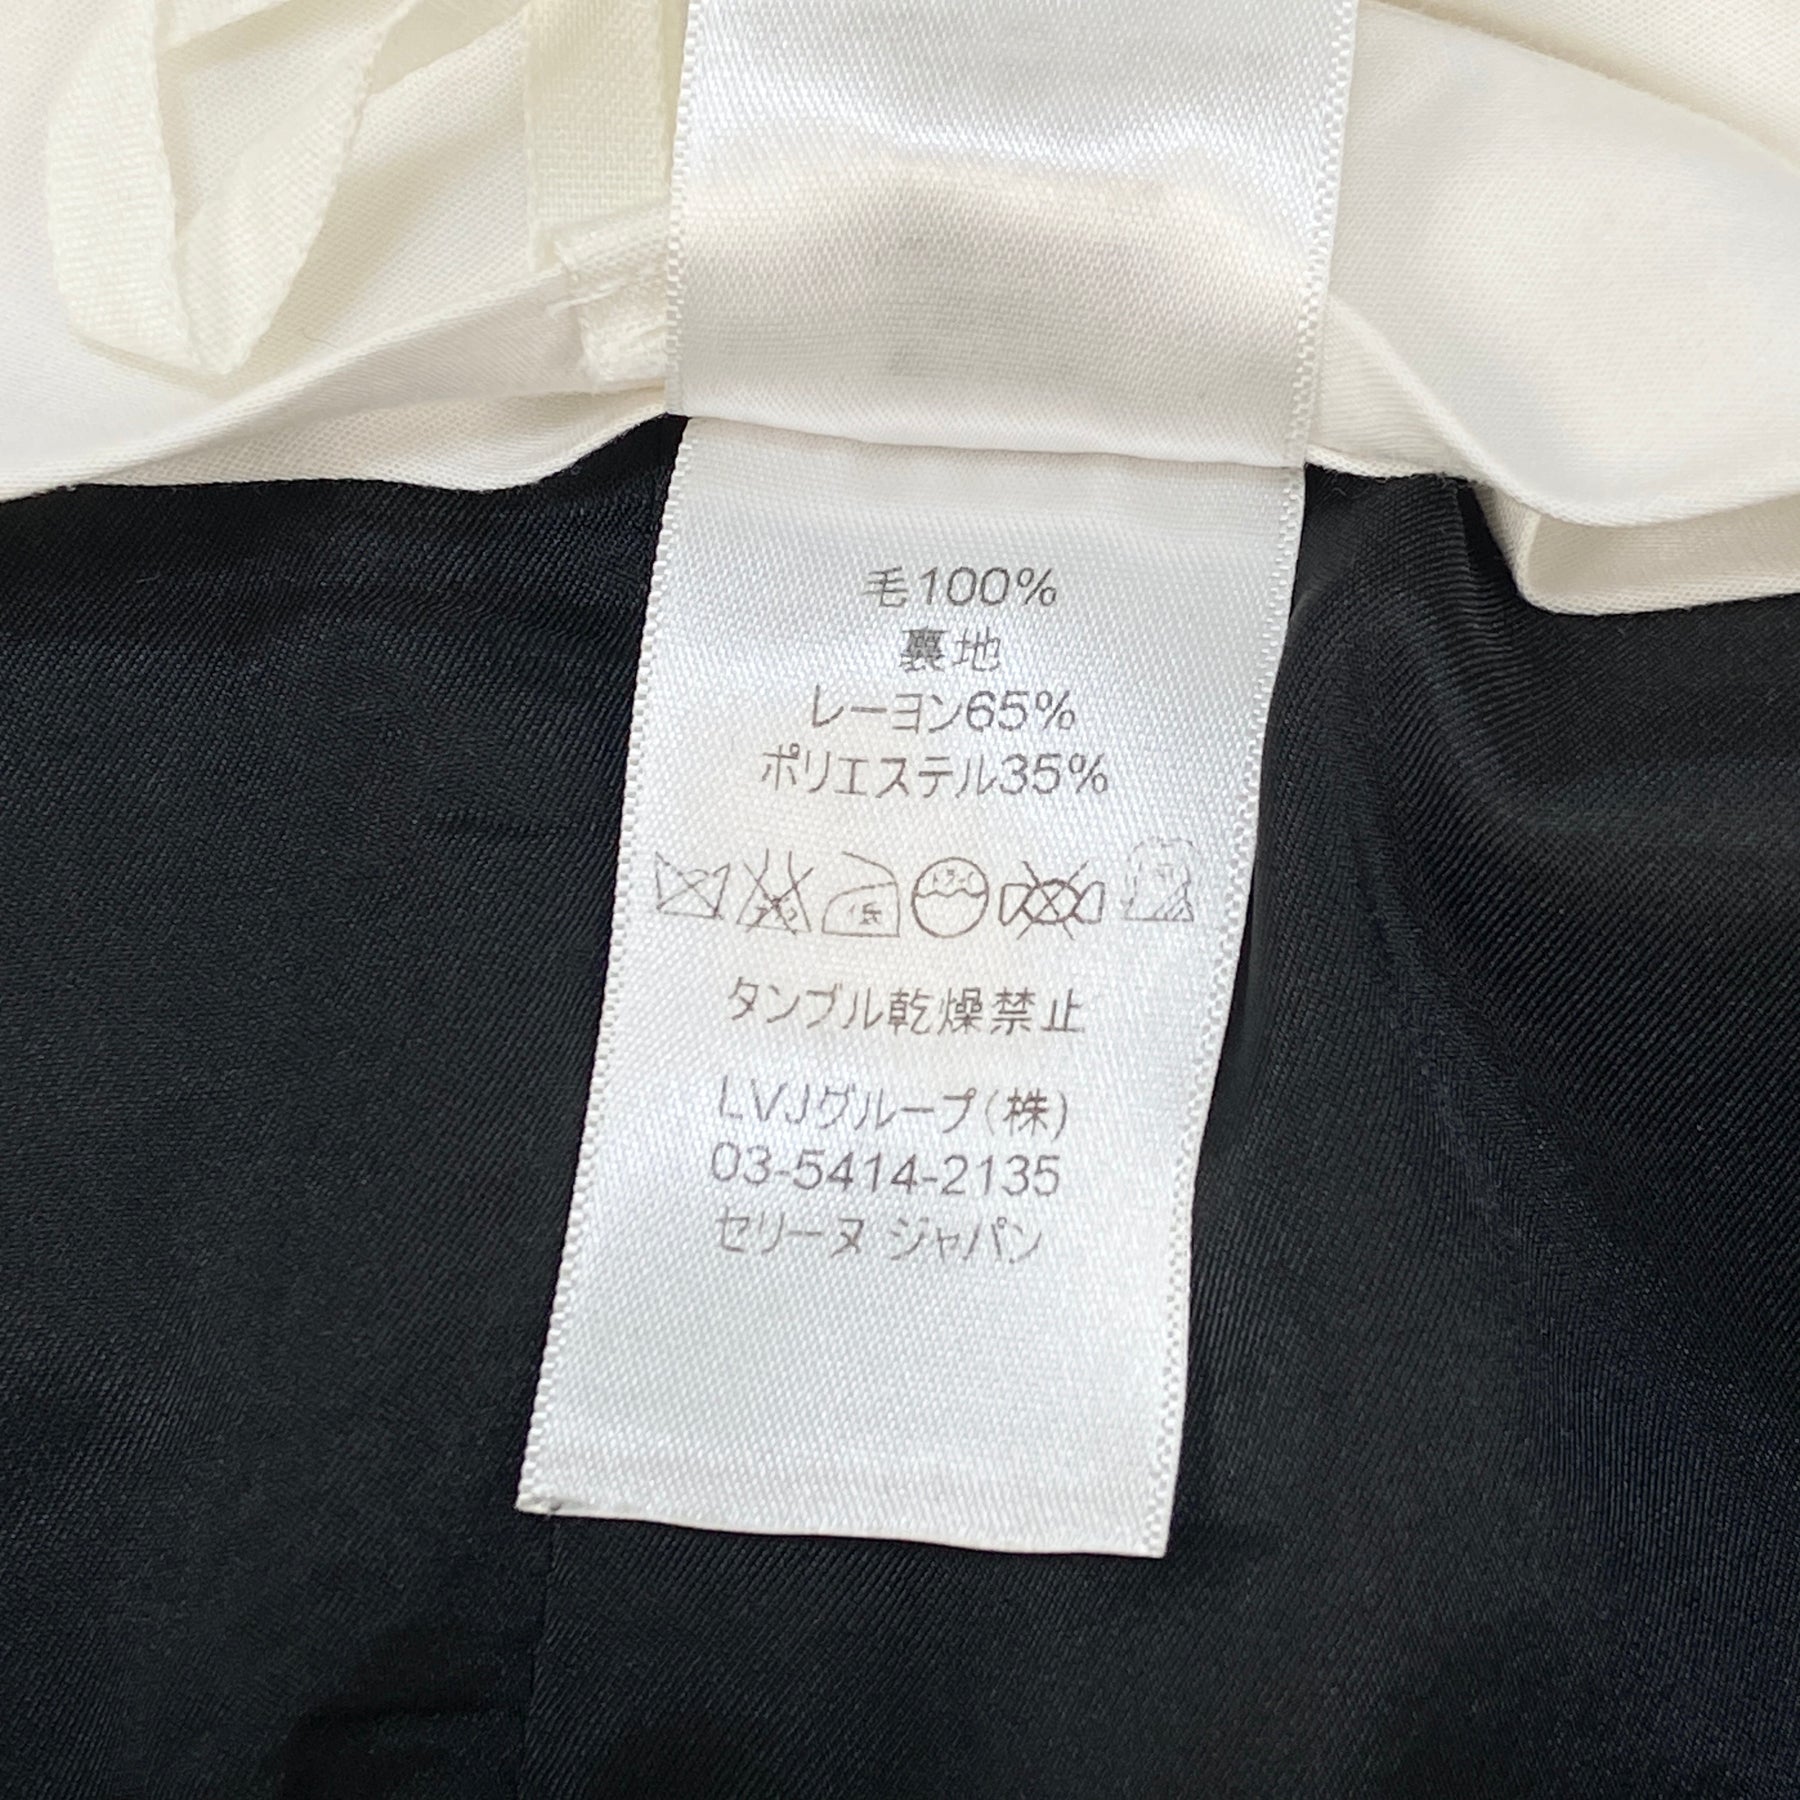 毛100%
裏地
レーヨン65%
ポリエステル35%
低
タンブル乾燥禁止
LVJグループ(株)
03-5414-2135
セリーヌ ジャパン